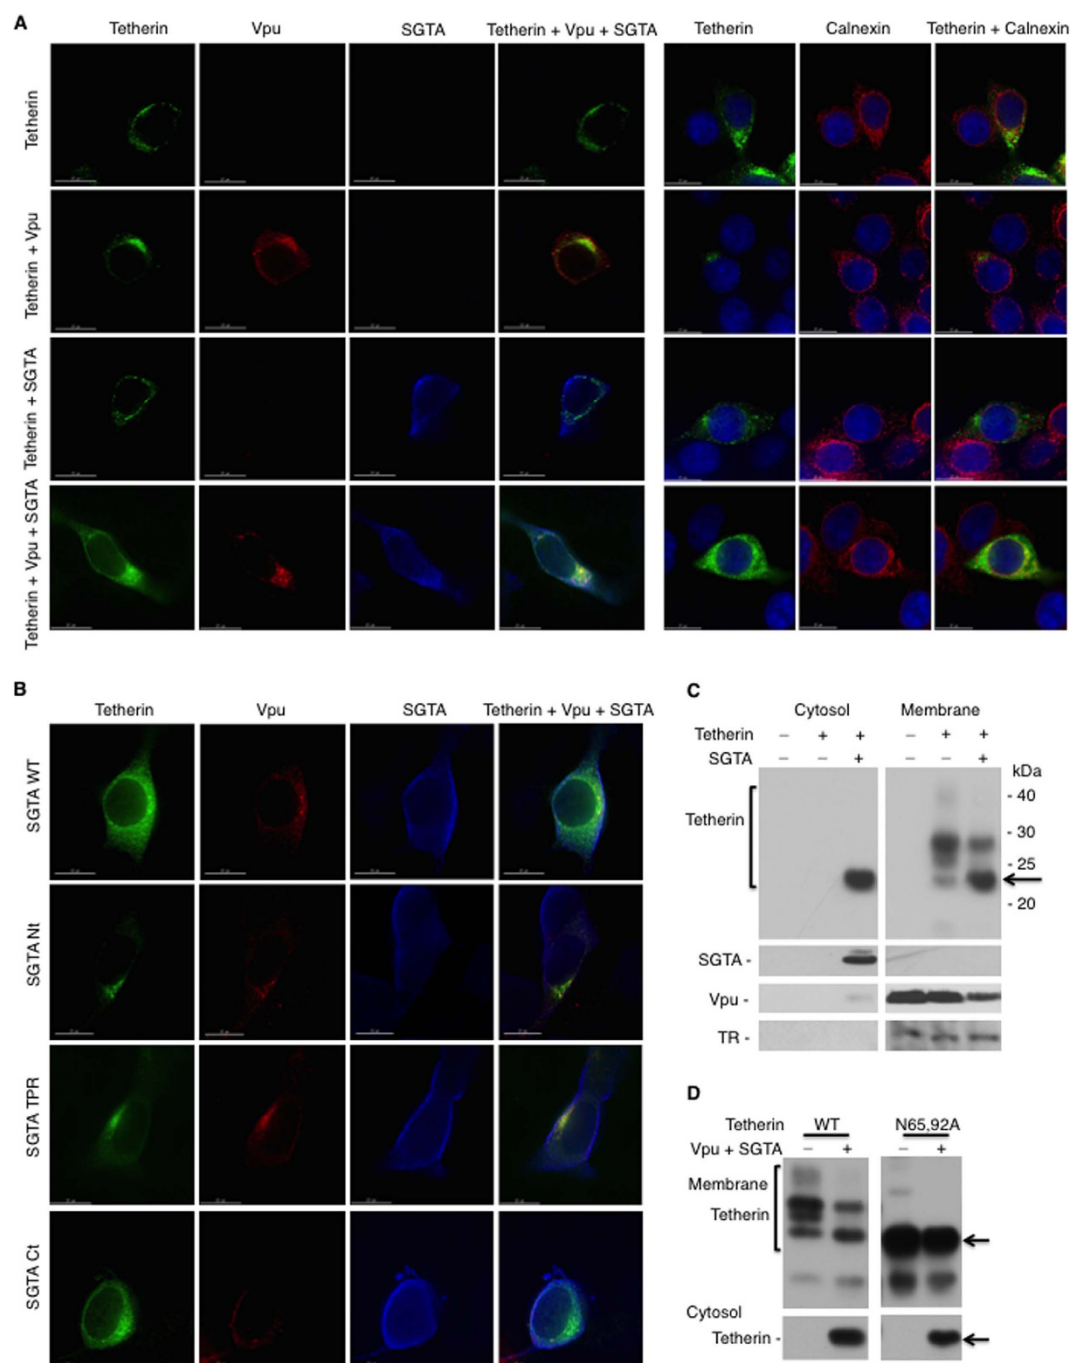 A
Tetherin Vpu SGTA Tetherin + Vpu + SGTA Tetherin Calnexin Tetherin + Calnexin
Tetherin
Tetherin + Vpu
Tetherin + SGTA
Tetherin + Vpu + SGTA
B
Tetherin Vpu SGTA Tetherin + Vpu + SGTA
SGTA WT
SGTA Nt
SGTA TPR
SGTA Ct
C
Cytosol Membrane
Tetherin – + + – + +
SGTA – – + – – +
kDa
Tetherin
- 40
- 30
- 25
- 20
SGTA -
Vpu -
TR -
D
Tetherin WT N65,92A
Vpu + SGTA – + – +
Membrane
Tetherin
Cytosol
Tetherin -